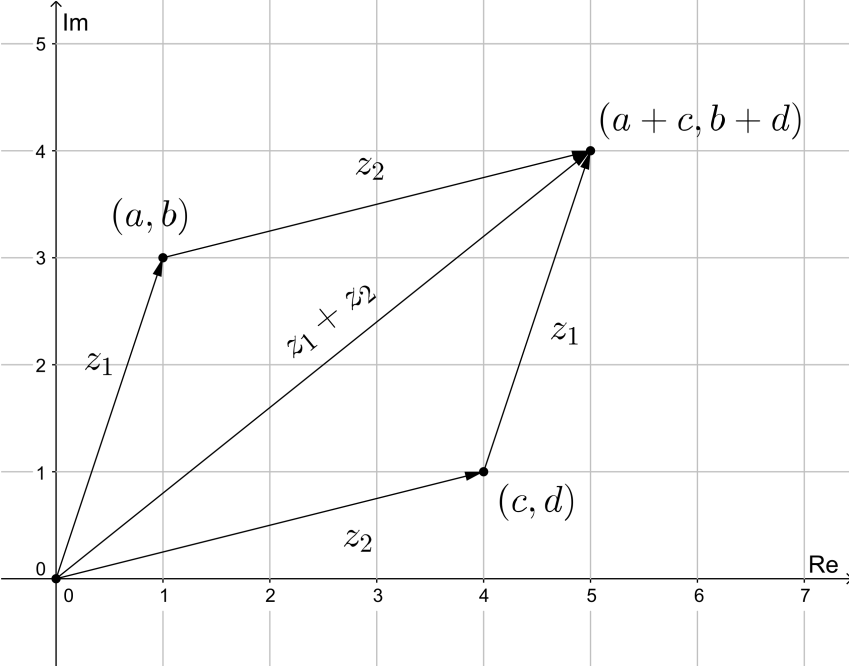 Im
5
(a + c, b + d)
4
z₂
(a, b)
3
z₁ + z₂
z₁
z₁
2
1
(c, d)
z₂
0
Re
0 1 2 3 4 5 6 7